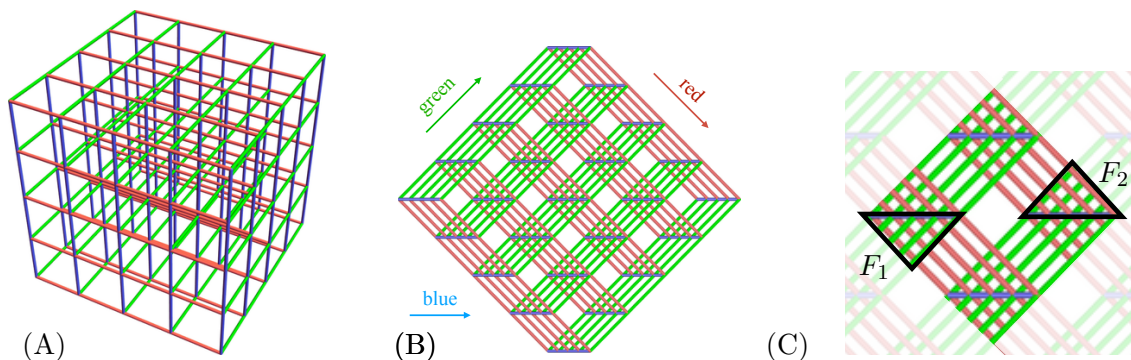 green
red
blue
F₁
F₂
(A)
(B)
(C)